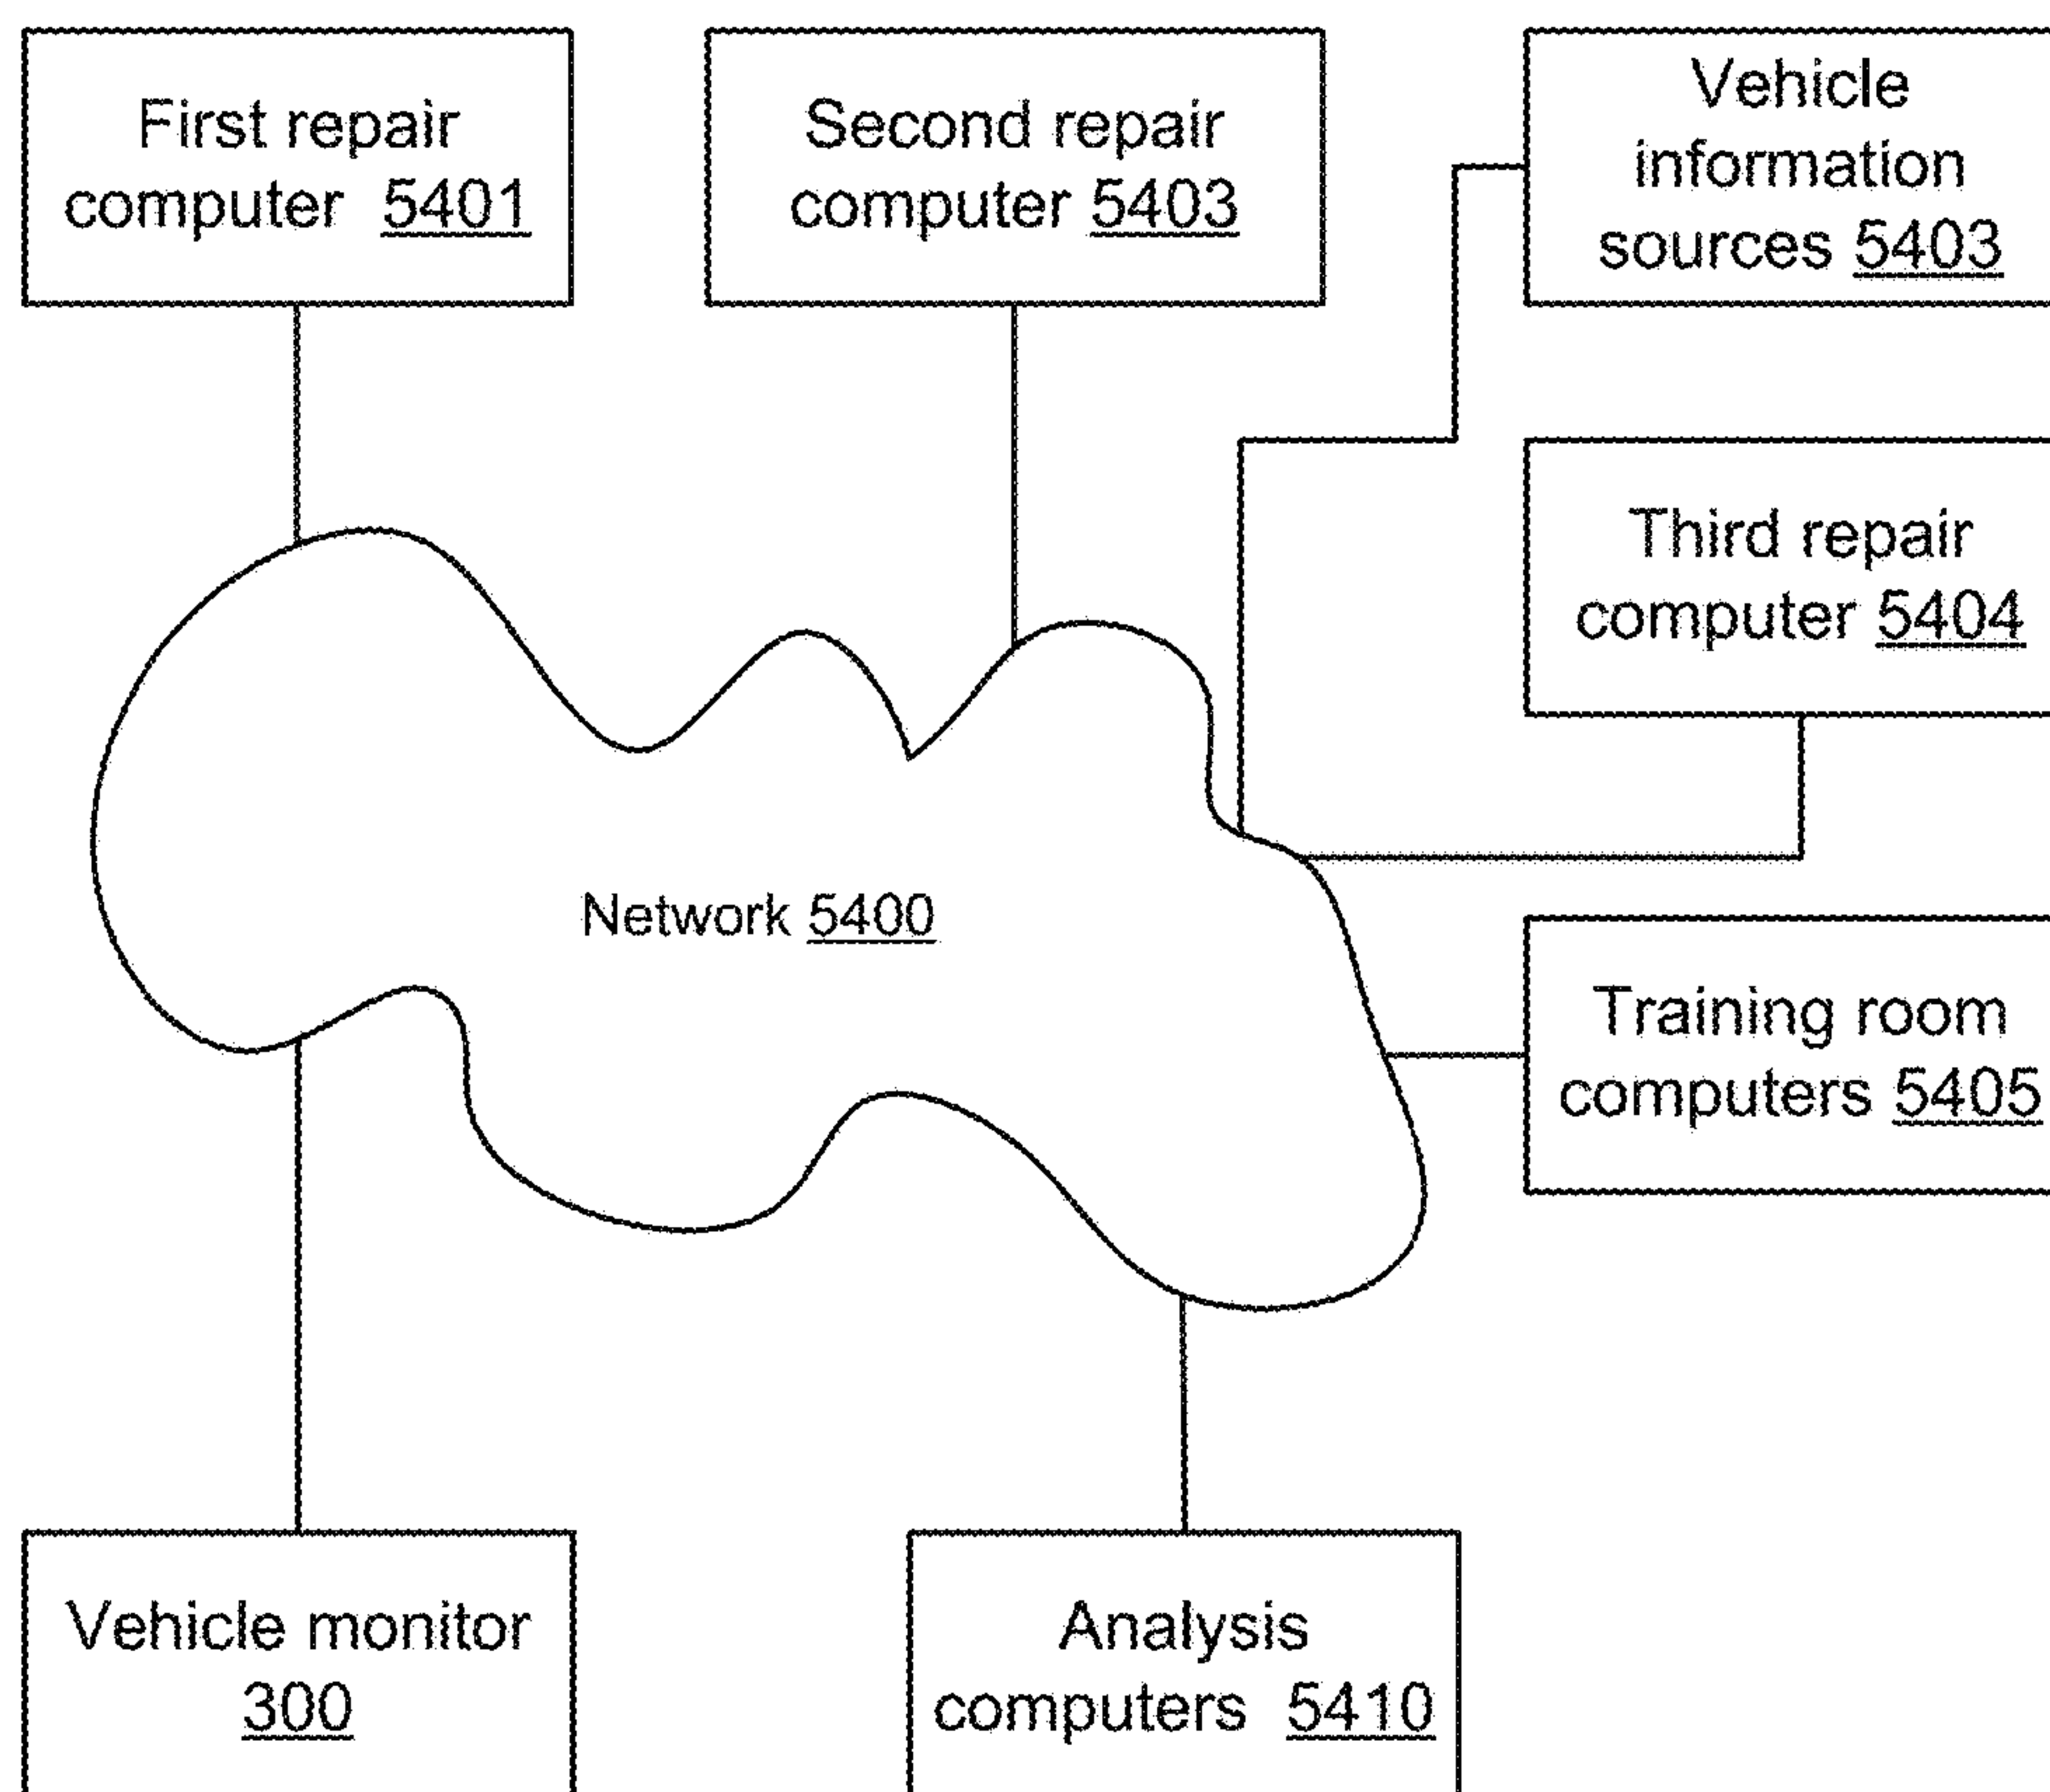 First repair
computer 5401
Second repair
computer 5403
Vehicle
information
sources 5403
Third repair
computer 5404
Network 5400
Training room
computers 5405
Vehicle monitor
300
Analysis
computers 5410